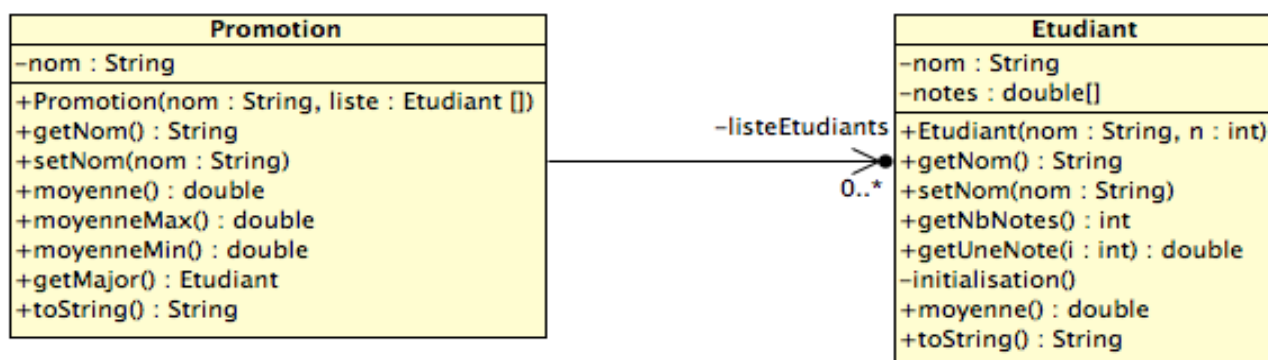 Promotion
-nom : String
+Promotion(nom : String, liste : Etudiant [])
+getNom() : String
+setNom(nom : String)
+moyenne() : double
+moyenneMax() : double
+moyenneMin() : double
+getMajor() : Etudiant
+toString() : String
-listeEtudiants
0..*
Etudiant
-nom : String
-notes : double[]
+Etudiant(nom : String, n : int)
+getNom() : String
+setNom(nom : String)
+getNbNotes() : int
+getUneNote(i : int) : double
-initialisation()
+moyenne() : double
+toString() : String